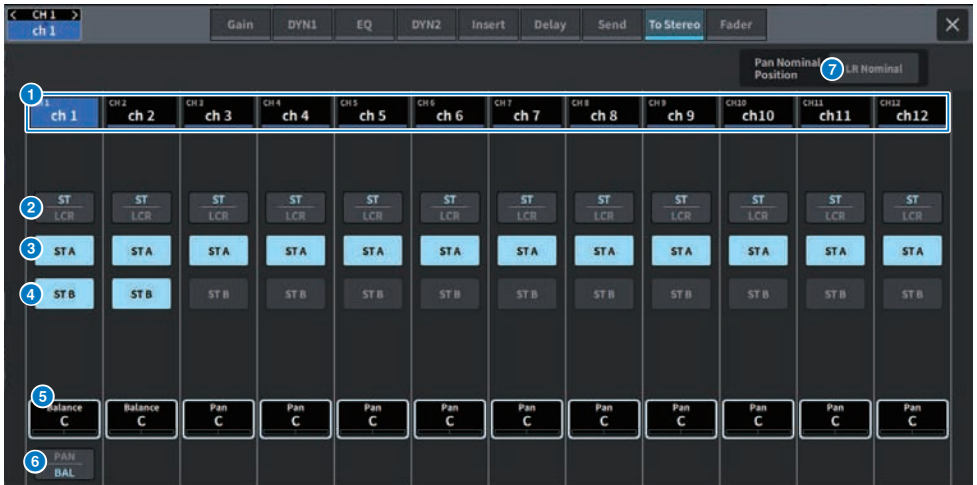 < CH 1 >
ch 1
Gain DYN1 EQ DYN2 Insert Delay Send To Stereo Fader
Pan Nominal
Position
7 LR Nominal
1
CH 2 CH 3 CH 4 CH 5 CH 6 CH 7 CH 8 CH 9 CH10 CH11 CH12
ch 1 ch 2 ch 3 ch 4 ch 5 ch 6 ch 7 ch 8 ch 9 ch10 ch11 ch12
2 ST ST ST ST ST ST ST ST ST ST ST ST
LCR LCR LCR LCR LCR LCR LCR LCR LCR LCR LCR LCR
3 ST A ST A ST A ST A ST A ST A ST A ST A ST A ST A ST A ST A
4 ST B ST B ST B ST B ST B ST B ST B ST B ST B ST B ST B ST B
5
Balance Balance Pan Pan Pan Pan Pan Pan Pan Pan Pan Pan
C C C C C C C C C C C C
6 PAN
BAL